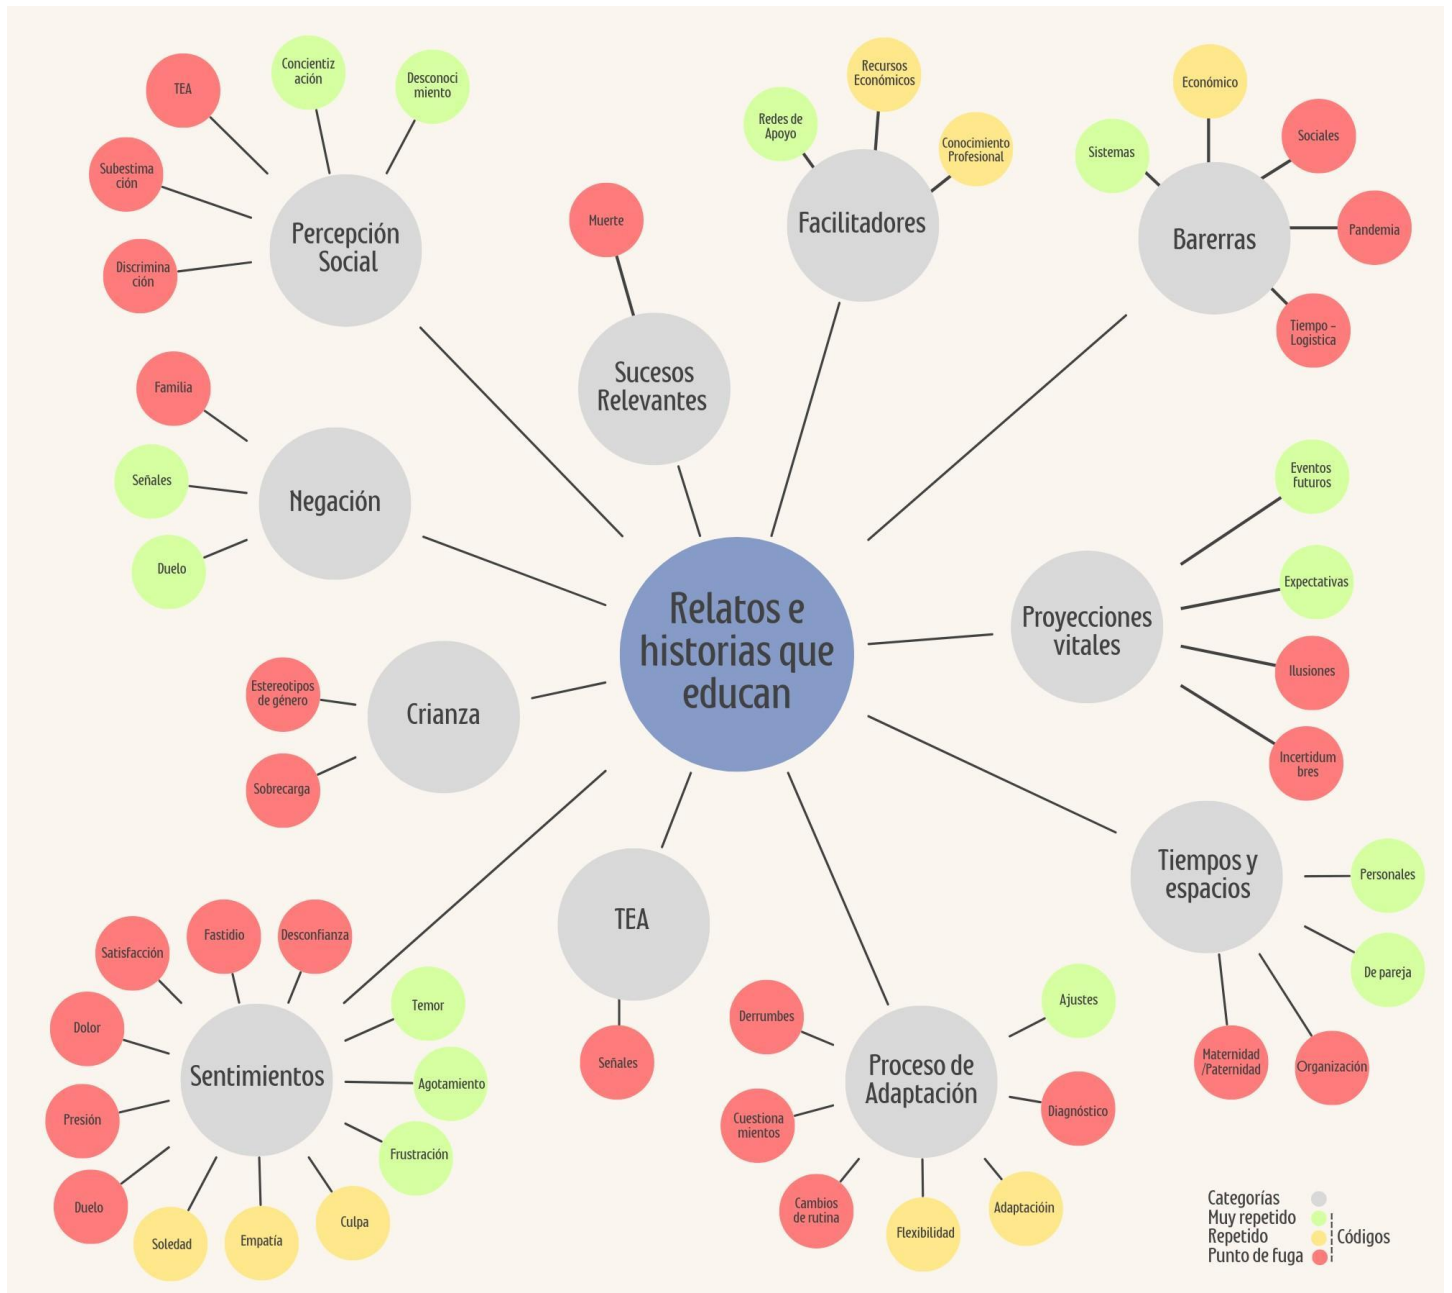 TEA
Concientiz
ación
Desconoci
miento
Subestima
ción
Discrimina
ción
Percepción
Social
Muerte
Sucesos
Relevantes
Redes de
Apoyo
Recursos
Económicos
Conocimiento
Profesional
Facilitadores
Económico
Sistemas
Sociales
Pandemia
Tiempo –
Logística
Barerras
Familia
Señales
Duelo
Negación
Relatos e
historias que
educan
Eventos
futuros
Expectativas
Ilusiones
Incertidum
bres
Proyecciones
vitales
Estereotipos
de género
Sobrecarga
Crianza
Tiempos y
espacios
Personales
De pareja
Maternidad
/Paternidad
Organización
TEA
Señales
Satisfacción
Fastidio
Desconfianza
Dolor
Temor
Sentimientos
Agotamiento
Presión
Frustración
Duelo
Soledad
Empatía
Culpa
Derrumbes
Ajustes
Proceso de
Adaptación
Cuestiona
mientos
Diagnóstico
Cambios
de rutina
Flexibilidad
Adaptacióin
Categorías
Muy repetido
Repetido
Punto de fuga
Códigos